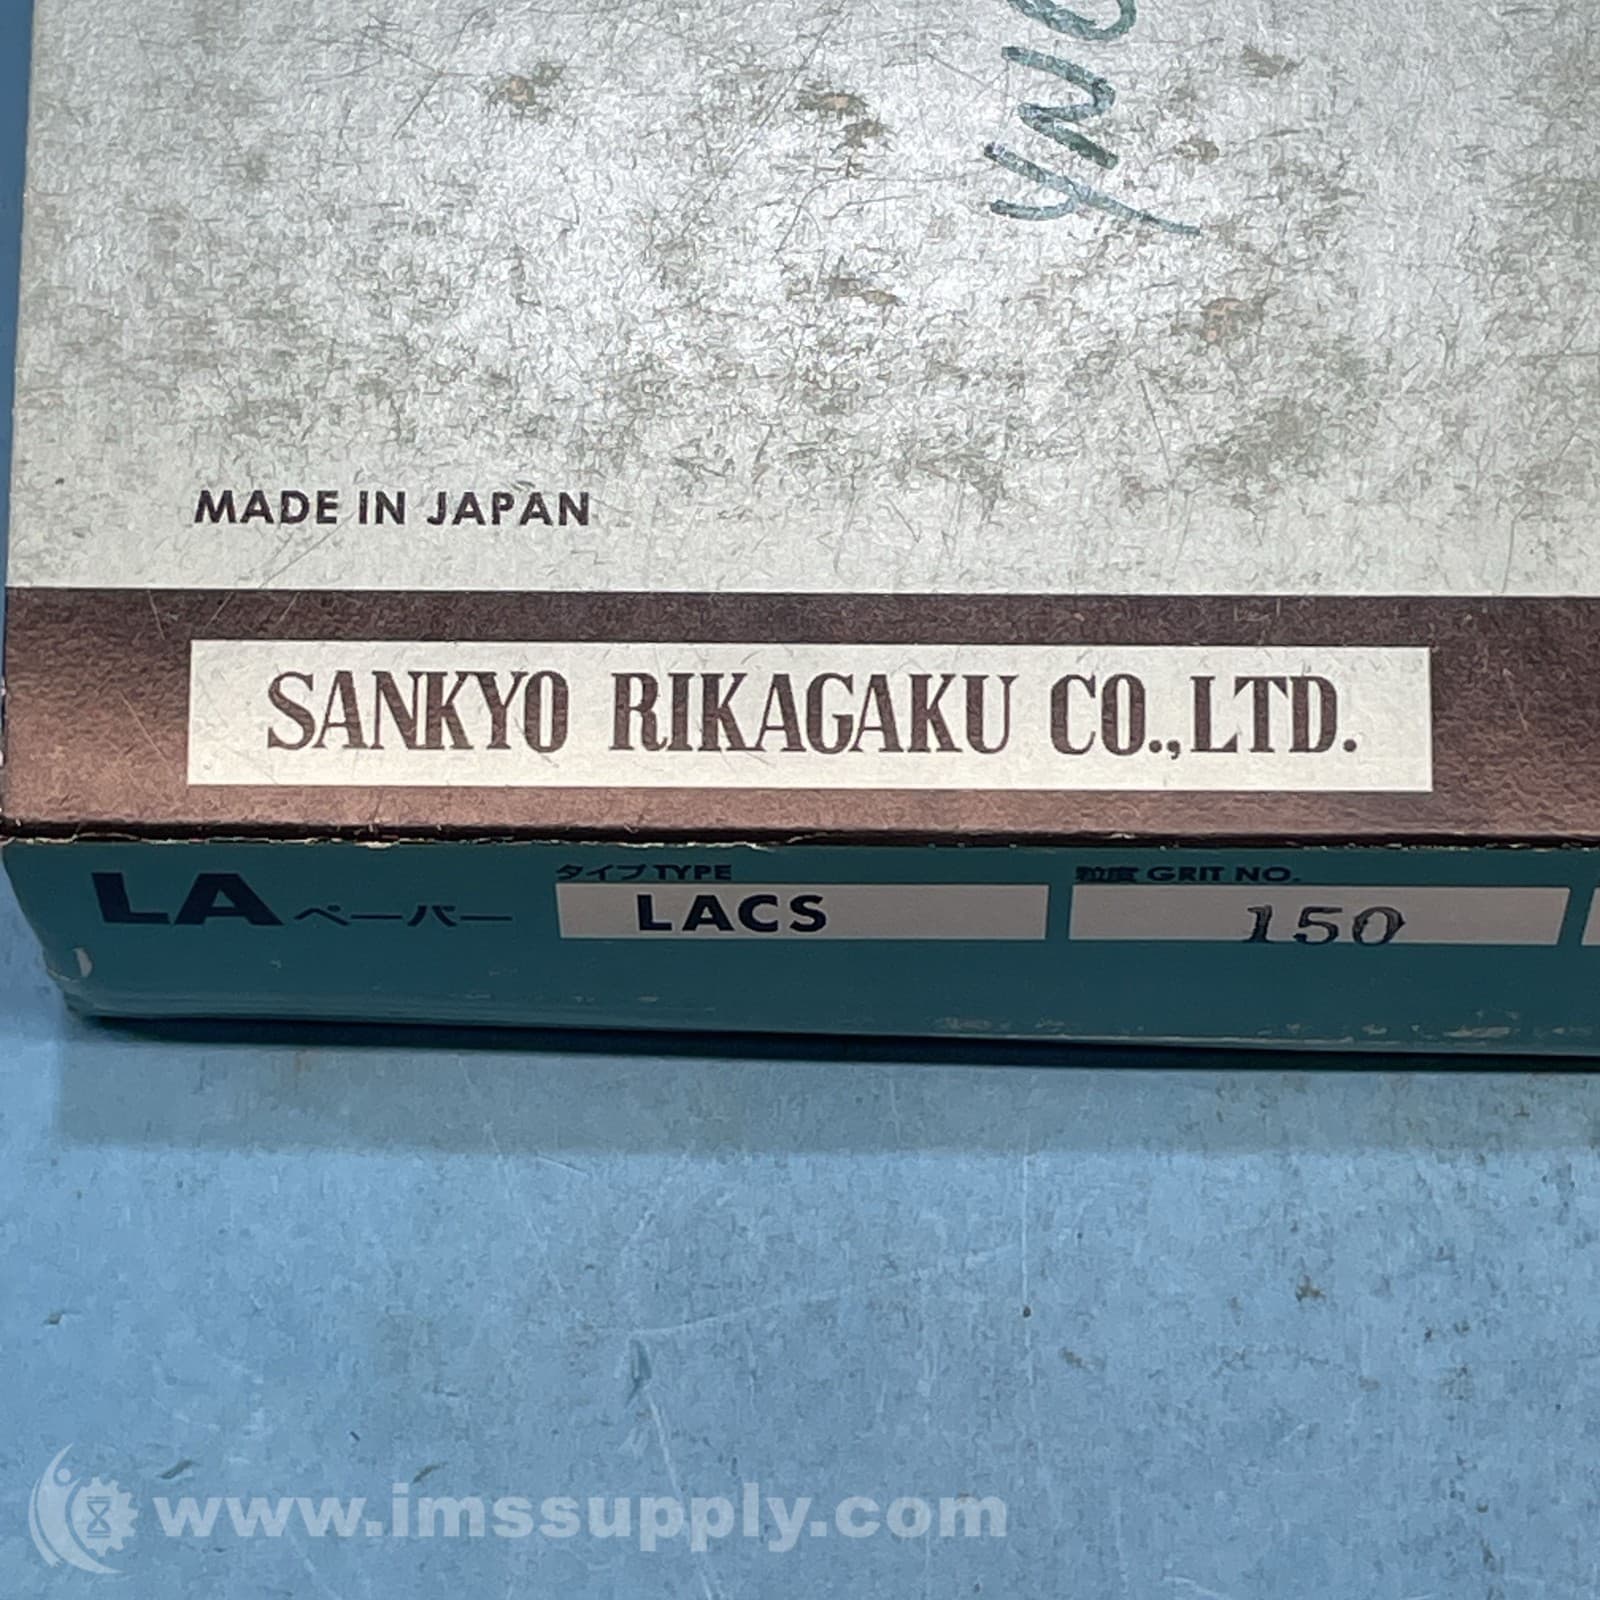 MADE IN JAPAN
SANKYO RIKAGAKU CO.,LTD.
LA ペーパー
タイプ TYPE
LACS
粒度 GRIT NO.
150
www.imssupply.com